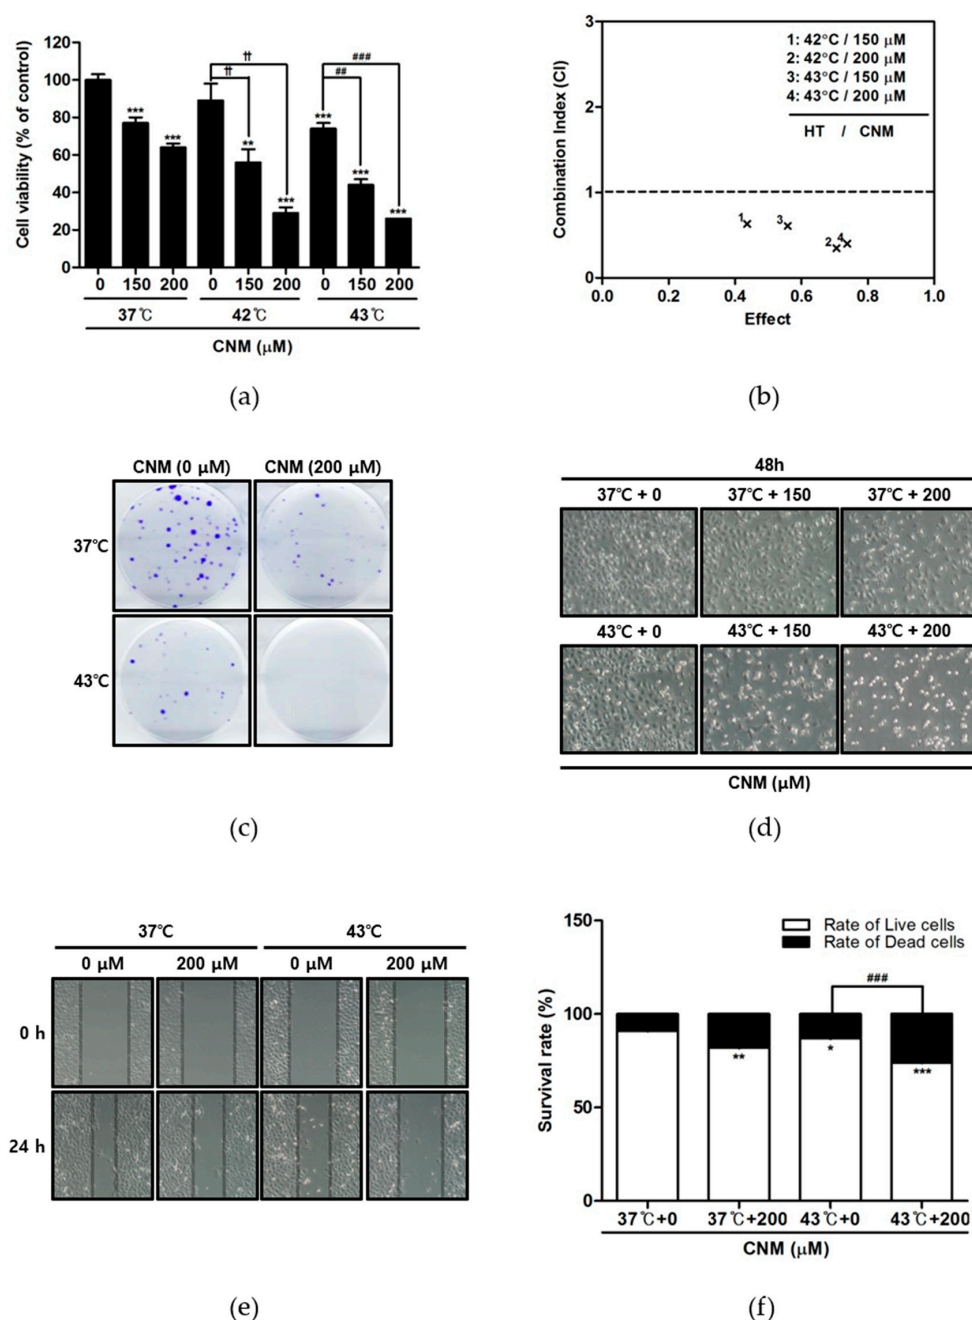 120
100
80
60
40
20
0
Cell viability (% of control)
***
***
††
††
**
***
###
##
***
***
***
0 150 200 0 150 200 0 150 200
37℃ 42℃ 43℃
CNM (μM)
(a)
3
2
1
0
Combination Index (CI)
1: 42°C / 150 μM
2: 42°C / 200 μM
3: 43°C / 150 μM
4: 43°C / 200 μM
HT / CNM
1
3
2
4
0.0 0.2 0.4 0.6 0.8 1.0
Effect
(b)
CNM (0 μM) CNM (200 μM)
37℃
43℃
(c)
48h
37℃ + 0 37℃ + 150 37℃ + 200
43℃ + 0 43℃ + 150 43℃ + 200
CNM (μM)
(d)
37℃ 43℃
0 μM 200 μM 0 μM 200 μM
0 h
24 h
(e)
150
100
50
0
Survival rate (%)
Rate of Live cells
Rate of Dead cells
###
**
*
***
37℃+0 37℃+200 43℃+0 43℃+200
CNM (μM)
(f)